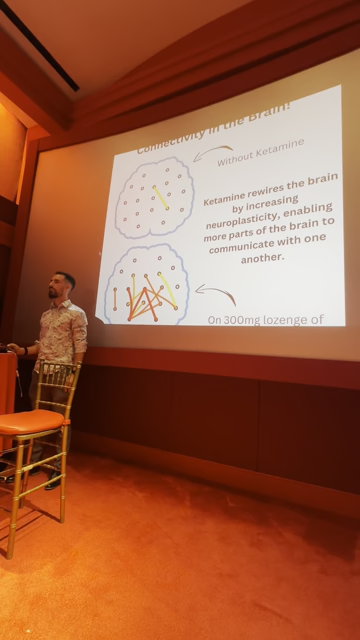 Connectivity in the Brain!
Without Ketamine
Ketamine rewires the brain
by increasing
neuroplasticity, enabling
more parts of the brain to
communicate with one
another.
On 300mg lozenge of